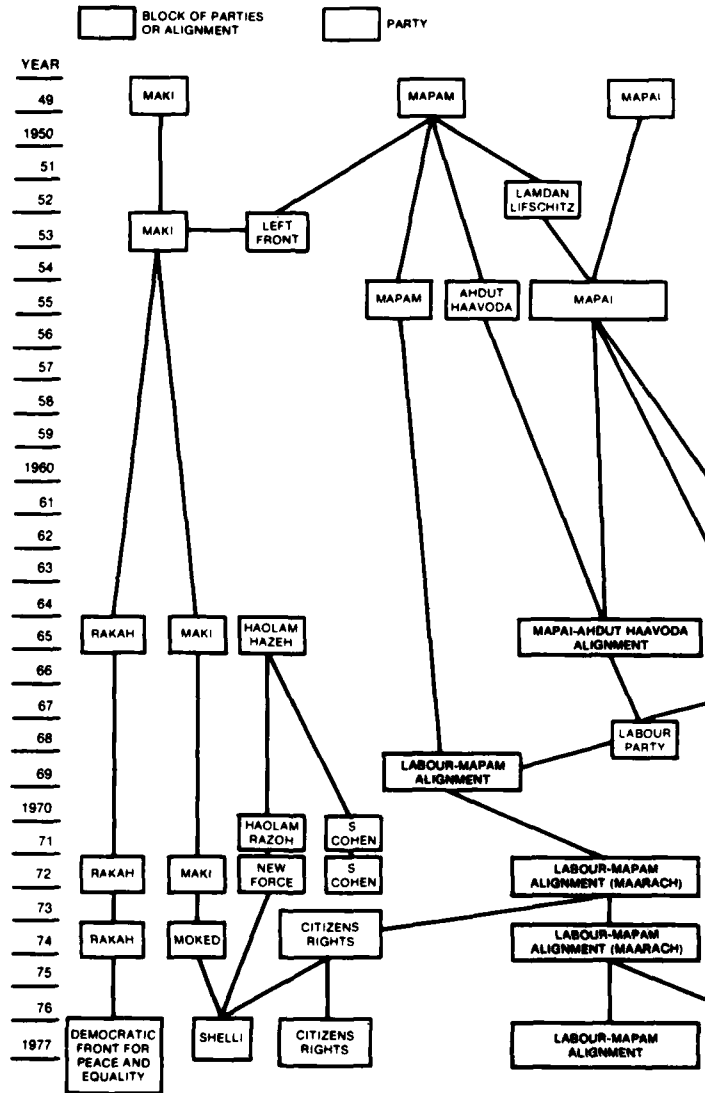 BLOCK OF PARTIES
OR ALIGNMENT
PARTY
YEAR
49
MAKI
MAPAM
MAPAI
1950
51
52
LAMDAN
LIFSCHITZ
53
MAKI
LEFT
FRONT
54
55
MAPAM
AHDUT
HAAVODA
MAPAI
56
57
58
59
1960
61
62
63
64
65
RAKAH
MAKI
HAOLAM
HAZEH
MAPAI-AHDUT HAAVODA
ALIGNMENT
66
67
68
LABOUR
PARTY
69
LABOUR-MAPAM
ALIGNMENT
1970
71
HAOLAM
RAZOH
S
COHEN
72
RAKAH
MAKI
NEW
FORCE
S
COHEN
LABOUR-MAPAM
ALIGNMENT (MAARACH)
73
74
RAKAH
MOKED
CITIZENS
RIGHTS
LABOUR-MAPAM
ALIGNMENT (MAARACH)
75
76
1977
DEMOCRATIC
FRONT FOR
PEACE AND
EQUALITY
SHELLI
CITIZENS
RIGHTS
LABOUR-MAPAM
ALIGNMENT